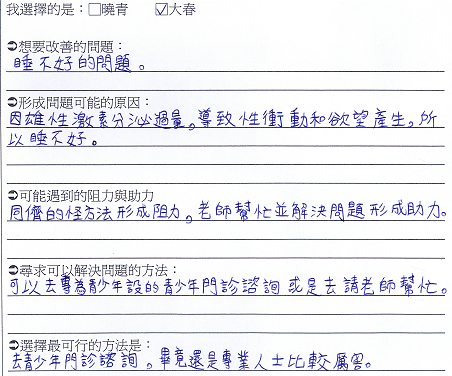 我選擇的是：□曉青 ☑大春
➲想要改善的問題：
睡不好的問題。
➲形成問題可能的原因：
因雄性激素分泌過量，導致性衝動和欲望產生，所
以睡不好。
➲可能遇到的阻力與助力
同儕的怪方法形成阻力，老師幫忙並解決問題形成助力。
➲尋求可以解決問題的方法：
可以去專為青少年設的青少年門診諮詢或是去請老師幫忙。
➲選擇最可行的方法是：
去青少年門診諮詢，畢竟還是專業人士比較厲害。